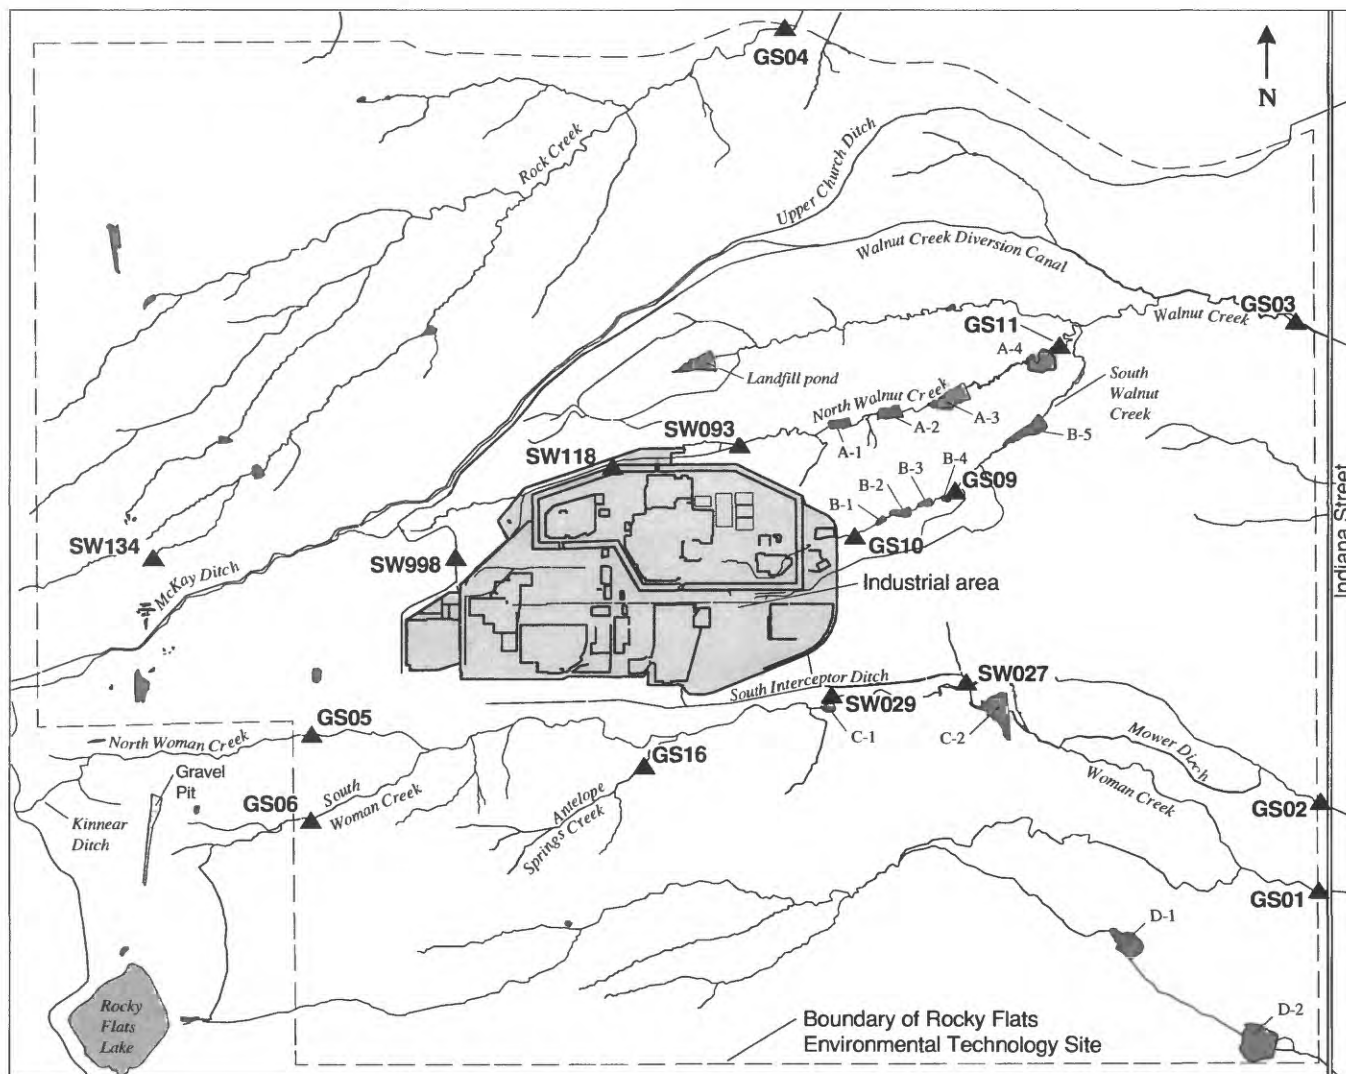 GS04
N
Rock Creek
Upper Church Ditch
Walnut Creek Diversion Canal
GS03
Walnut Creek
GS11
A-4
Landfill pond
North Walnut Creek
A-3
A-2
A-1
South
Walnut
Creek
B-5
SW093
SW118
B-4
B-3
B-2
B-1
GS09
GS10
SW134
SW998
McKay Ditch
Industrial area
Indiana Street
South Interceptor Ditch
SW027
SW029
C-1
C-2
GS05
North Woman Creek
Gravel
Pit
GS16
Mower Ditch
Woman Creek
GS06
South
Woman Creek
Antelope
Springs Creek
Kinnear
Ditch
GS02
GS01
D-1
D-2
Rocky
Flats
Lake
Boundary of Rocky Flats
Environmental Technology Site